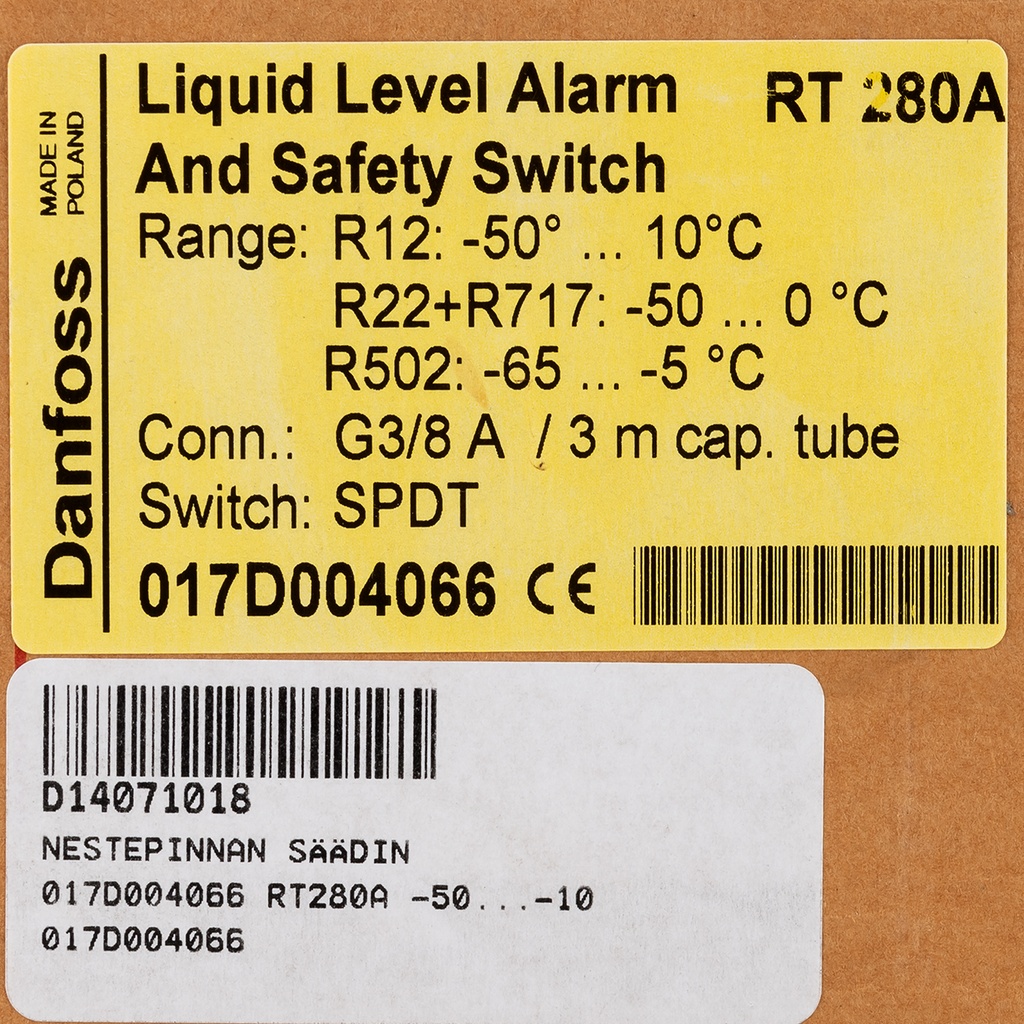 MADE IN
POLAND
Danfoss
Liquid Level Alarm RT 280A
And Safety Switch
Range: R12: -50° ... 10°C
R22+R717: -50 ... 0 °C
R502: -65 ... -5 °C
Conn.: G3/8 A / 3 m cap. tube
Switch: SPDT
017D004066 CE
D14071018
NESTEPINNAN SÄÄDIN
017D004066 RT280A -50...-10
017D004066